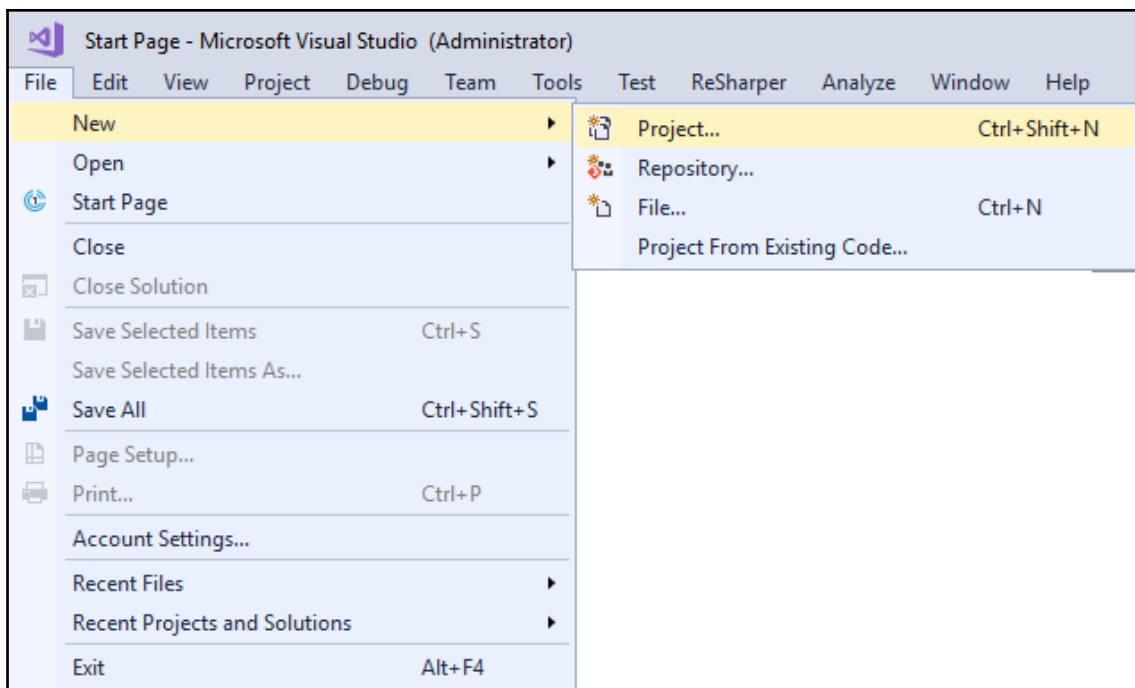 Start Page - Microsoft Visual Studio (Administrator)
File Edit View Project Debug Team Tools Test ReSharper Analyze Window Help
New
Open
Start Page
Close
Close Solution
Save Selected Items Ctrl+S
Save Selected Items As...
Save All Ctrl+Shift+S
Page Setup...
Print... Ctrl+P
Account Settings...
Recent Files
Recent Projects and Solutions
Exit Alt+F4
Project... Ctrl+Shift+N
Repository...
File... Ctrl+N
Project From Existing Code...